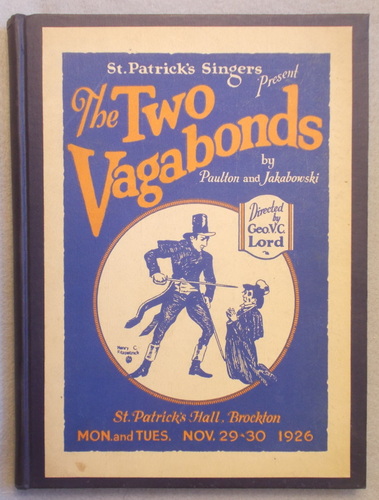 St. Patrick's Singers
Present
The Two
Vagabonds
by
Paulton and Jakabowski
Directed
by
Geo. V. C.
Lord
St. Patrick's Hall, Brockton
MON. and TUES. NOV. 29-30 1926